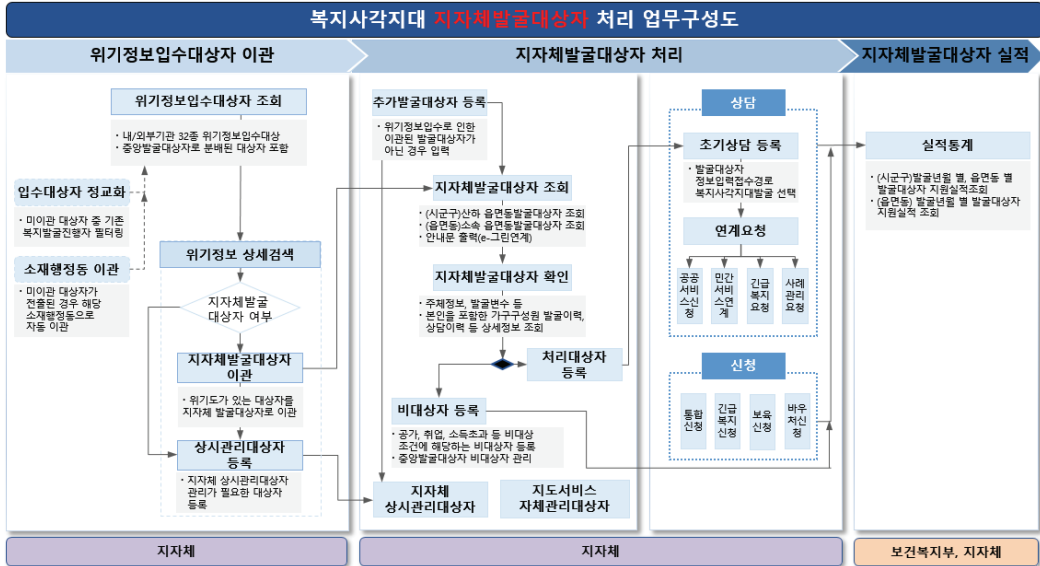 복지사각지대 지자체발굴대상자 처리 업무구성도
위기정보입수대상자 이관
지자체발굴대상자 처리
지자체발굴대상자 실적
위기정보입수대상자 조회
· 내/외부기관 32종 위기정보입수대상
· 중앙발굴대상자로 분배된 대상자 포함
입수대상자 정교화
· 미이관 대상자 중 기존
복지발굴진행자 필터링
소재행정동 이관
· 미이관 대상자가
전출된 경우 해당
소재행정동으로
자동 이관
위기정보 상세검색
지자체발굴
대상자 여부
지자체발굴대상자
이관
· 위기도가 있는 대상자를
지자체 발굴대상자로 이관
상시관리대상자
등록
· 지자체 상시관리대상자
관리가 필요한 대상자
등록
추가발굴대상자 등록
· 위기정보입수로 인한
이관된 발굴대상자가
아닌 경우 입력
지자체발굴대상자 조회
· (시군구)산하 읍면동발굴대상자 조회
· (읍면동)소속 읍면동발굴대상자 조회
· 안내문 출력(e-그린연계)
지자체발굴대상자 확인
· 주체정보, 발굴변수 등
· 본인을 포함한 가구구성원 발굴이력,
상담이력 등 상세정보 조회
처리대상자
등록
비대상자 등록
· 공가, 취업, 소득초과 등 비대상
조건에 해당하는 비대상자 등록
· 중앙발굴대상자 비대상자 관리
지자체
상시관리대상자
지도서비스
자체관리대상자
상담
초기상담 등록
· 발굴대상자
정보입력접수경로
복지사각지대발굴 선택
연계요청
공공
서비
스신
청
민간
서비
스연
계
긴급
복지
요청
사례
관리
요청
신청
통합
신청
긴급
복지
신청
보육
신청
바우
처신
청
실적통계
· (시군구)발굴년월 별, 읍면동 별
발굴대상자 지원실적조회
· (읍면동) 발굴년월 별 발굴대상자
지원실적 조회
지자체
지자체
보건복지부, 지자체